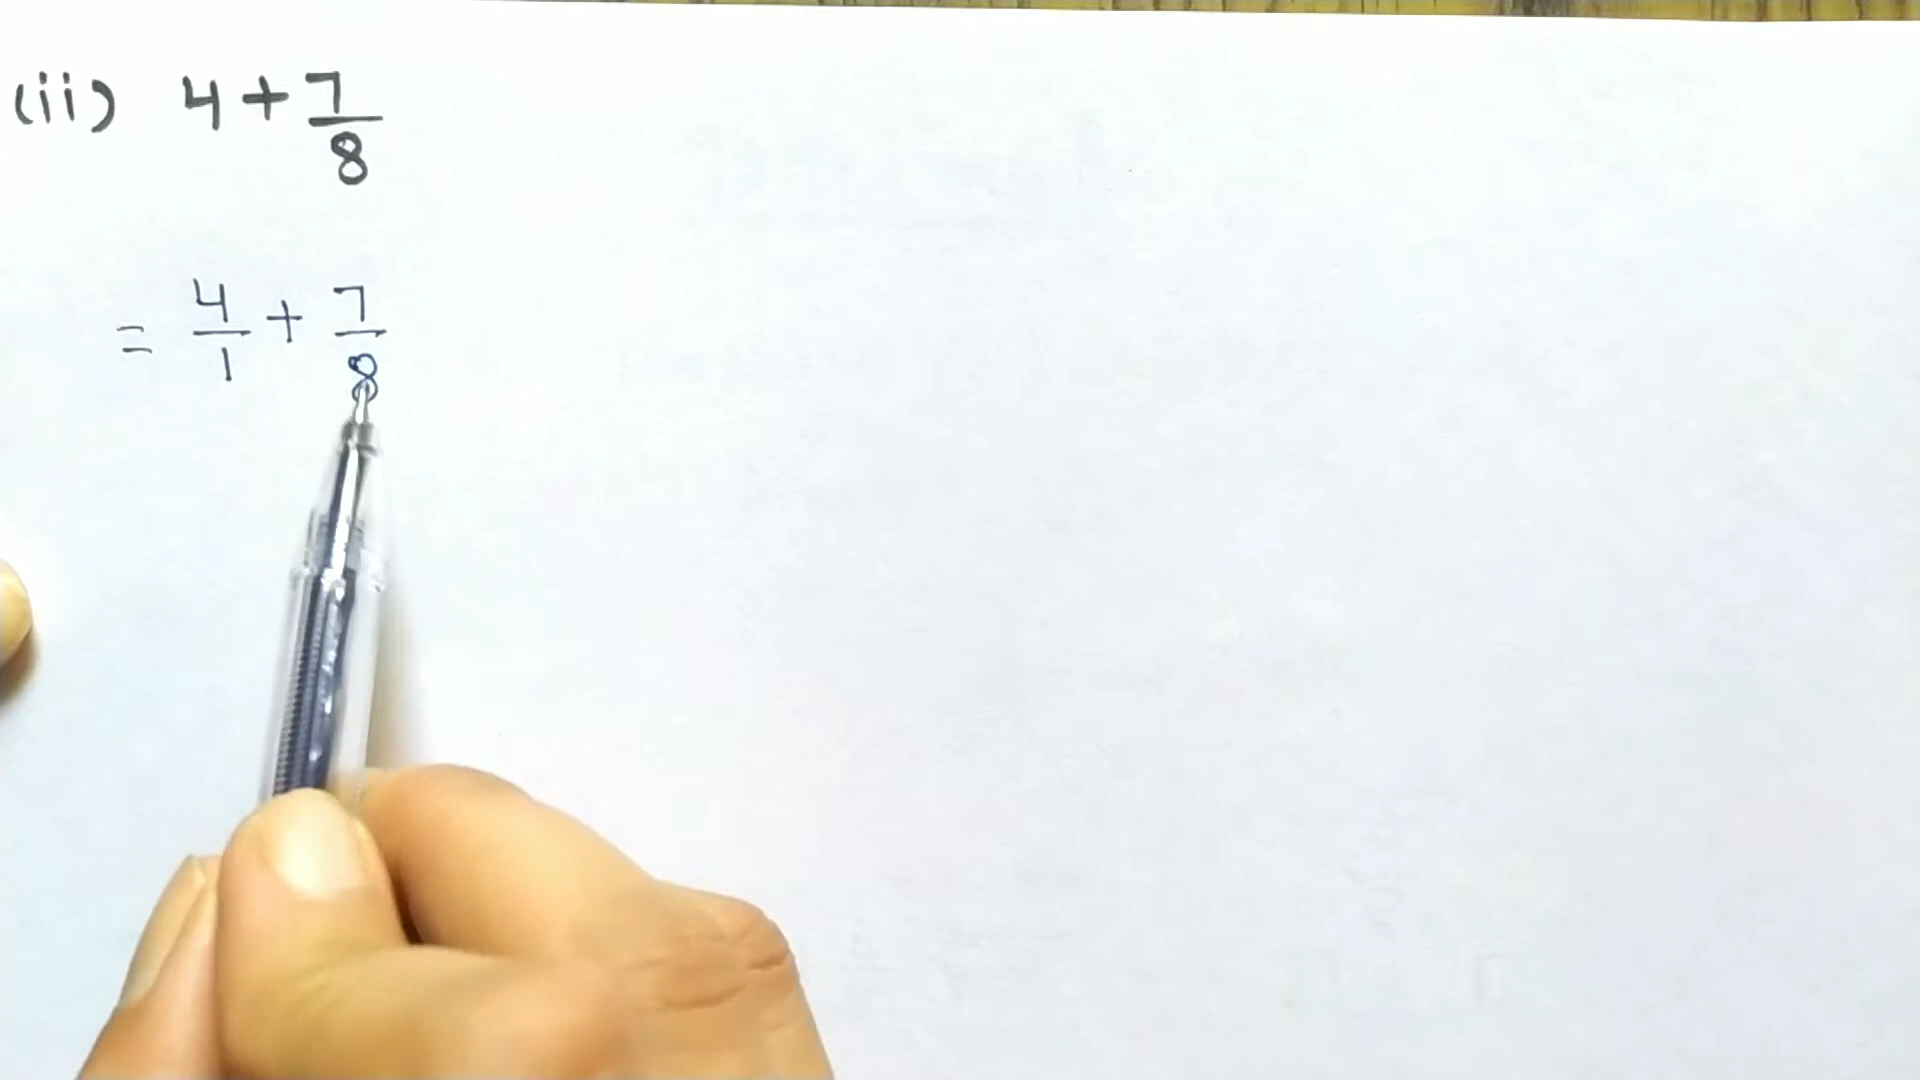 (ii) 4 + 7/8
= 4/1 + 7/8